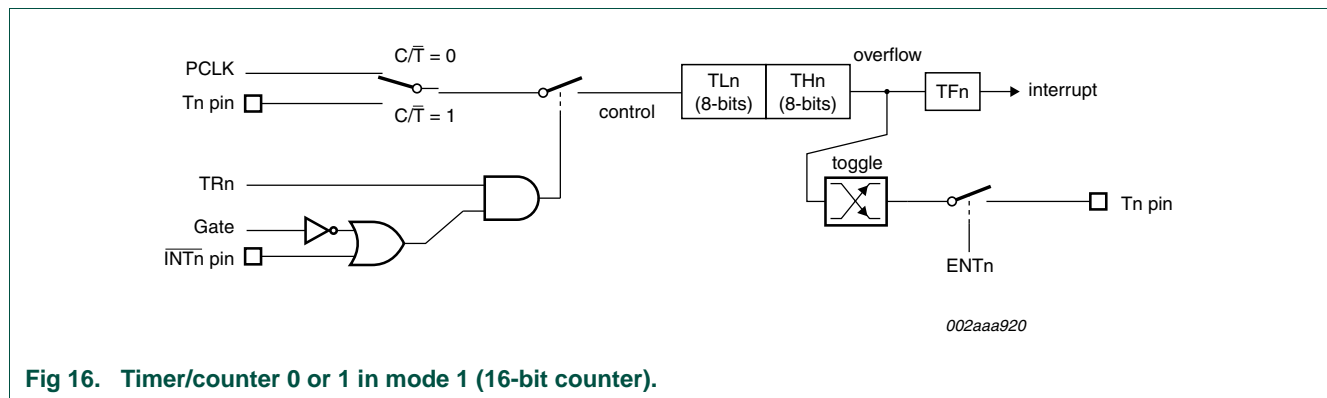 C/T̅ = 0
PCLK
Tn pin
C/T̅ = 1
control
TLn
(8-bits)
THn
(8-bits)
overflow
TFn
interrupt
toggle
Tn pin
ENTn
TRn
Gate
I̅N̅T̅n̅ pin
002aaa920
Fig 16. Timer/counter 0 or 1 in mode 1 (16-bit counter).